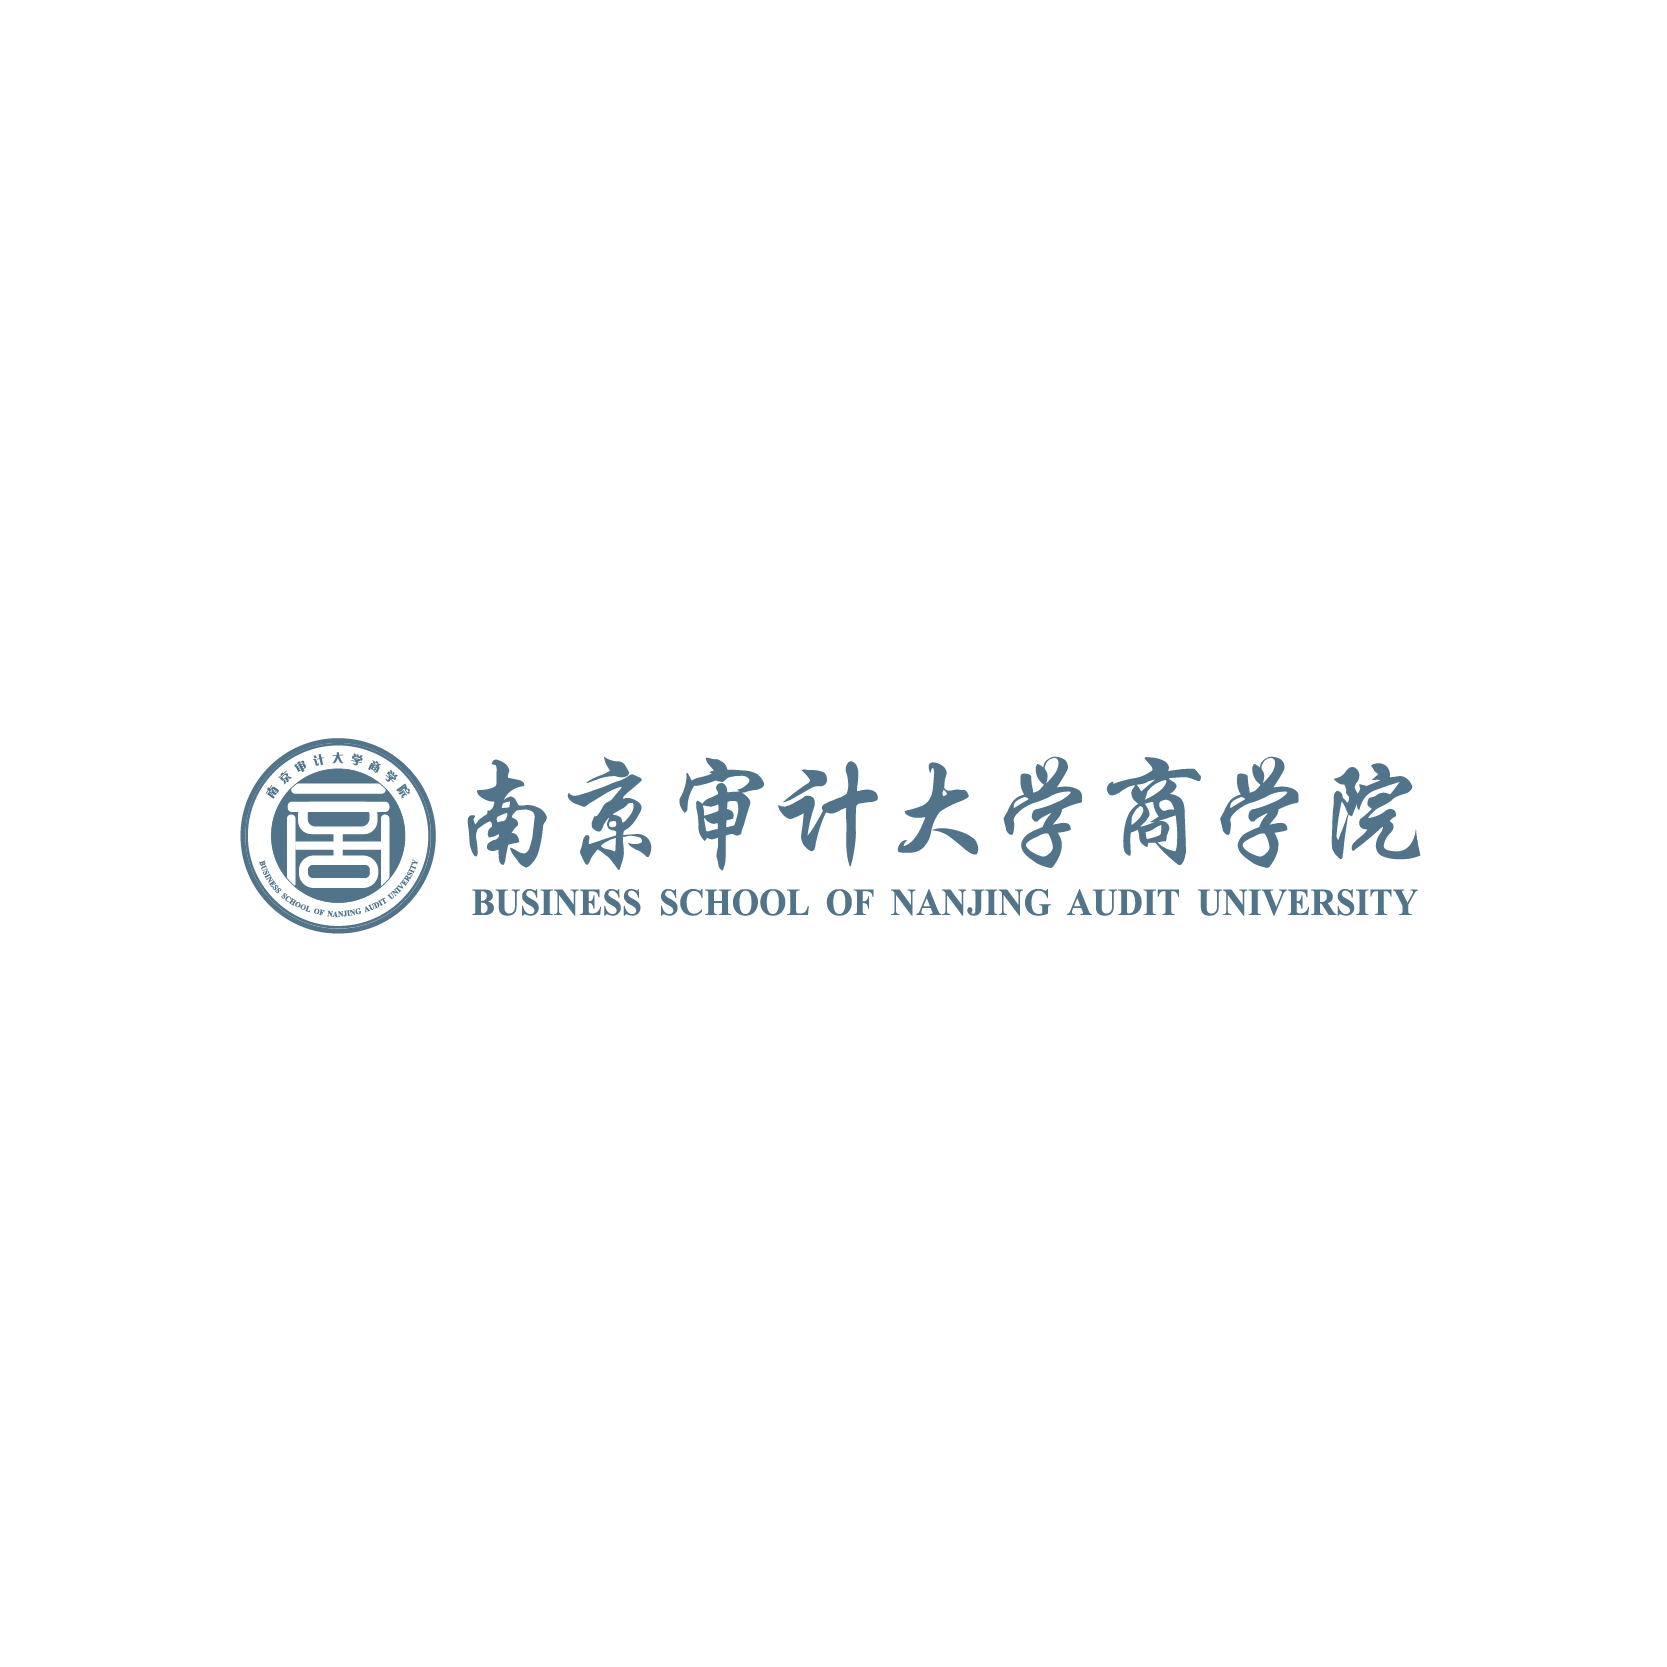 南京审计大学商学院
BUSINESS SCHOOL OF NANJING AUDIT UNIVERSITY
南京审计大学商学院
BUSINESS SCHOOL OF NANJING AUDIT UNIVERSITY